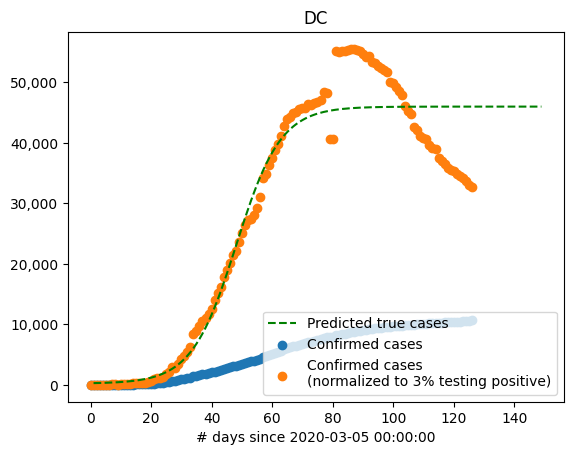 DC
50,000
40,000
30,000
20,000
10,000
0
Predicted true cases
Confirmed cases
Confirmed cases
(normalized to 3% testing positive)
0 20 40 60 80 100 120 140
# days since 2020-03-05 00:00:00